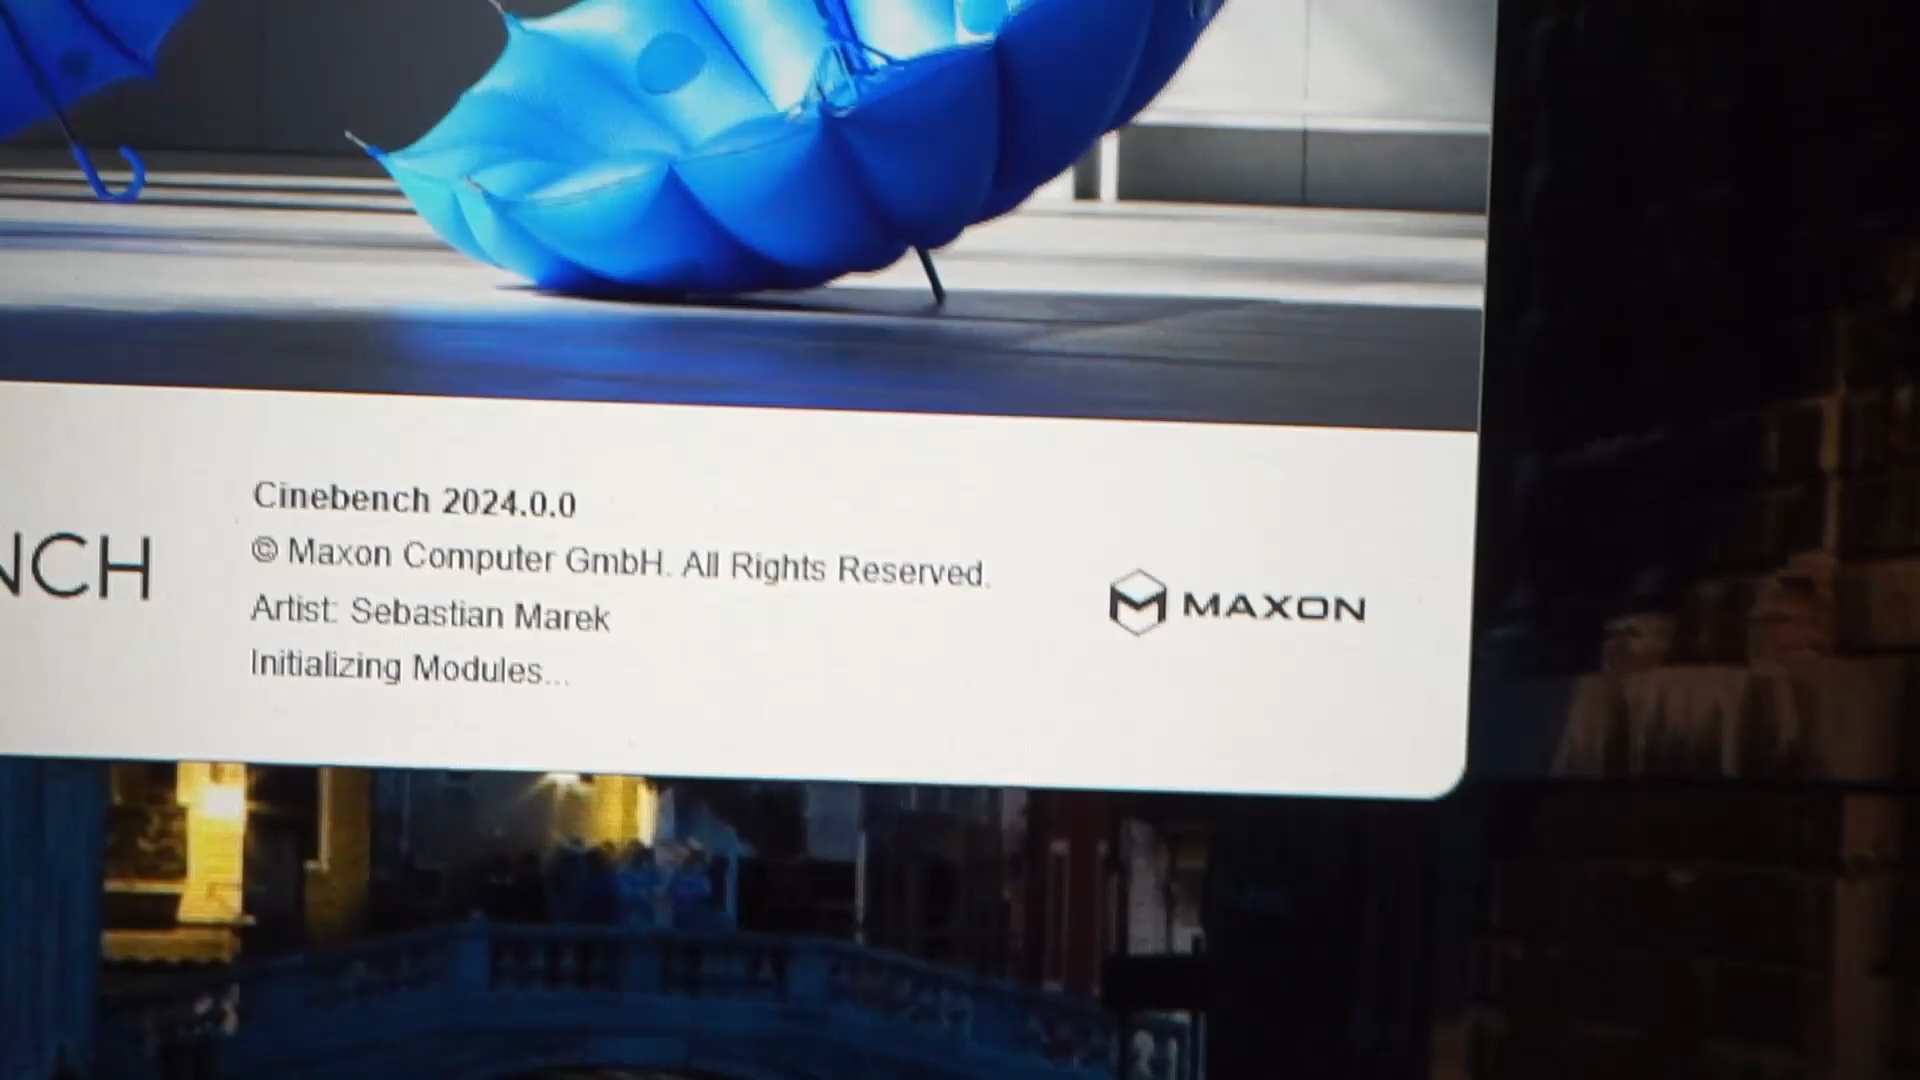 Cinebench 2024.0.0
NCH
© Maxon Computer GmbH. All Rights Reserved.
Artist: Sebastian Marek
Initializing Modules...
MAXON